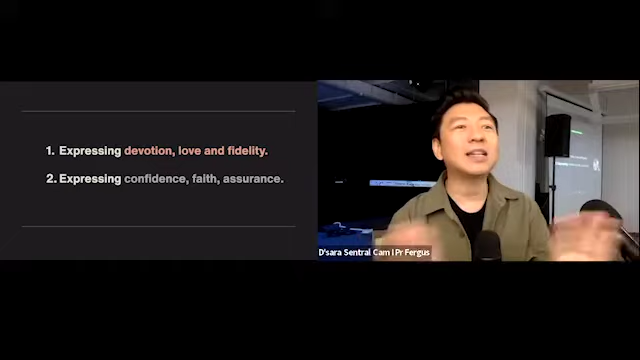 1. Expressing devotion, love and fidelity.
2. Expressing confidence, faith, assurance.
D'sara Sentral Cam I Pr Fergus